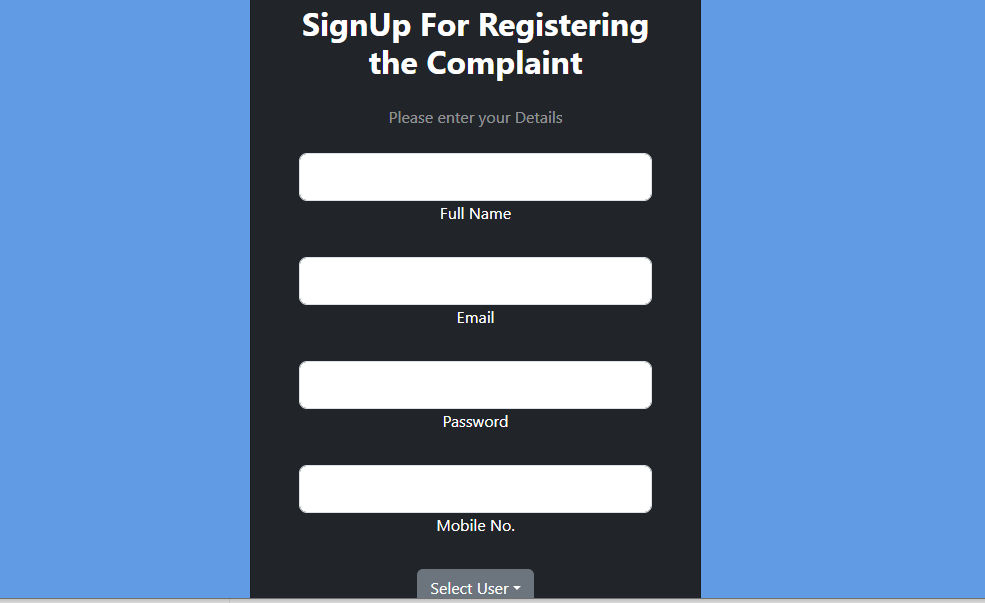 SignUp For Registering
the Complaint
Please enter your Details
Full Name
Email
Password
Mobile No.
Select User